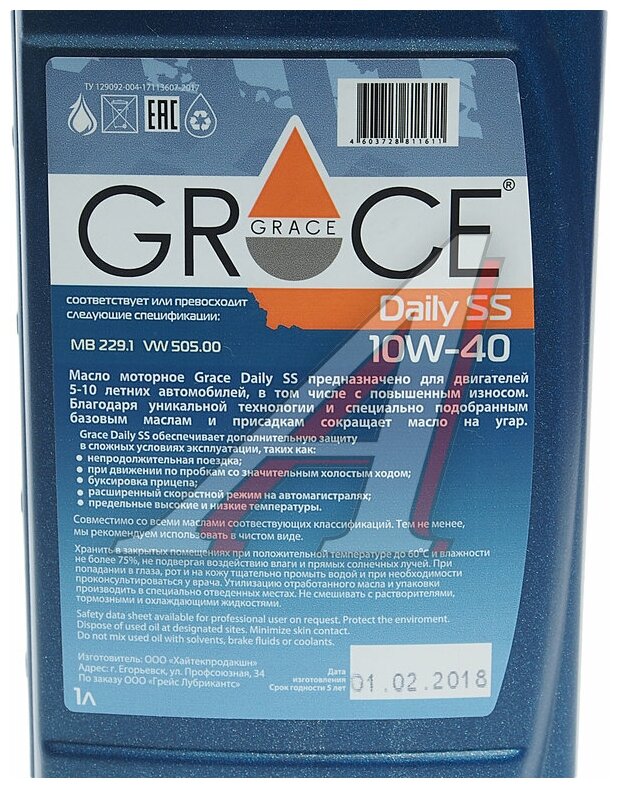 ТУ 129092-004-17113607-2017
EAC
4603728811611
GRACE®
GRACE
соответствует или превосходит
следующие спецификации:
Daily SS
MB 229.1 VW 505.00
10W-40
Масло моторное Grace Daily SS предназначено для двигателей
5-10 летних автомобилей, в том числе с повышенным износом.
Благодаря уникальной технологии и специально подобранным
базовым маслам и присадкам сокращает масло на угар.
Grace Daily SS обеспечивает дополнительную защиту
в сложных условиях эксплуатации, таких как:
• непродолжительная поездка;
• при движении по пробкам со значительным холостым ходом;
• буксировка прицепа;
• расширенный скоростной режим на автомагистралях;
• предельные высокие и низкие температуры.
Совместимо со всеми маслами соотвествующих классификаций. Тем не менее,
мы рекомендуем использовать в чистом виде.
Хранить в закрытых помещениях при положительной температуре до 60°С и влажности
не более 75%, не подвергая воздействию влаги и прямых солнечных лучей. При
попадании в глаза, рот и на кожу тщательно промыть водой и при необходимости
проконсультироваться у врача. Утилизацию отработанного масла и упаковки
производить в специально отведенных местах. Не смешивать с растворителями,
тормозными и охлаждающими жидкостями.
Safety data sheet available for professional user on request. Protect the enviroment.
Dispose of used oil at designated sites. Minimize skin contact.
Do not mix used oil with solvents, brake fluids or coolants.
Изготовитель: ООО «Хайтекпродакшн»
Адрес: г. Егорьевск, ул. Профсоюзная, 34
По заказу ООО «Грейс Лубрикантс»
Дата
изготовления
Срок годности 5 лет
01.02.2018
1л